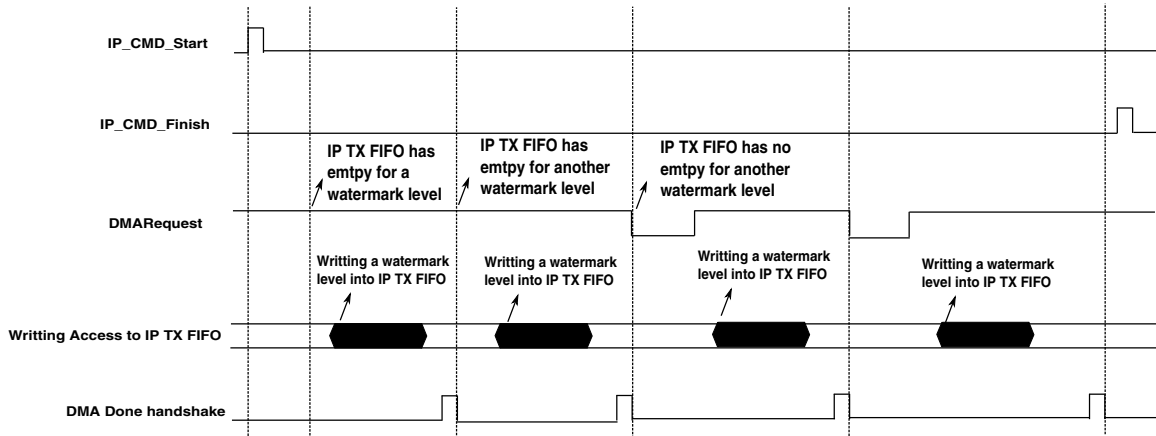 IP_CMD_Start
IP_CMD_Finish
IP TX FIFO has
emtpy for a
watermark level
IP TX FIFO has
emtpy for another
watermark level
IP TX FIFO has no
emtpy for another
watermark level
DMARequest
Writting a watermark
level into IP TX FIFO
Writting a watermark
level into IP TX FIFO
Writting a watermark
level into IP TX FIFO
Writting a watermark
level into IP TX FIFO
Writting Access to IP TX FIFO
DMA Done handshake